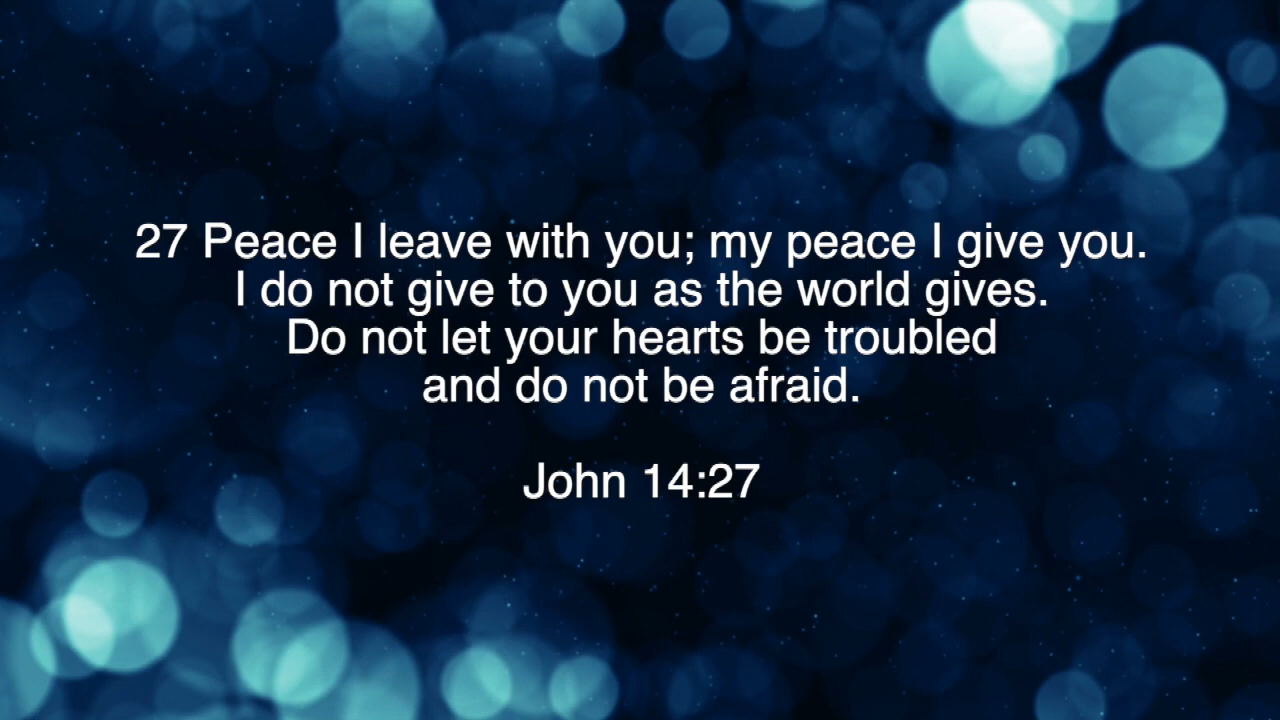 27 Peace I leave with you; my peace I give you.
I do not give to you as the world gives.
Do not let your hearts be troubled
and do not be afraid.
John 14:27